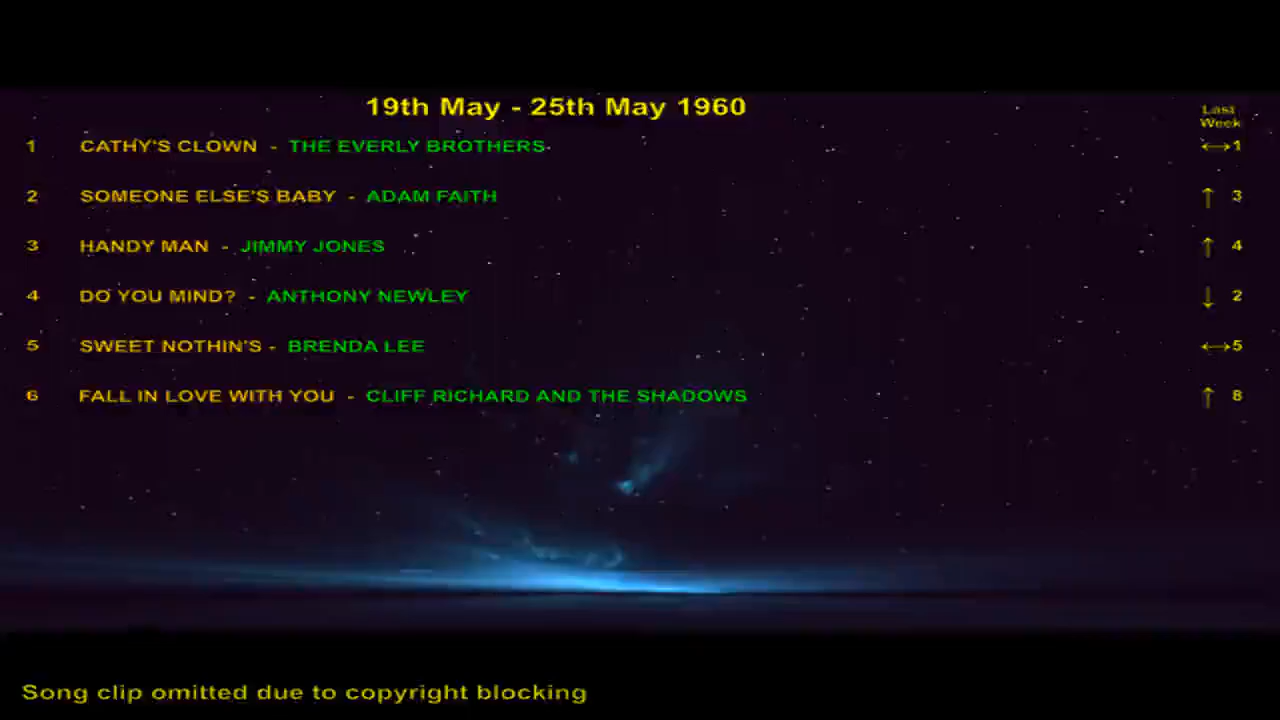 19th May - 25th May 1960
Last
Week
1 CATHY'S CLOWN - THE EVERLY BROTHERS ↔1
2 SOMEONE ELSE'S BABY - ADAM FAITH ↑ 3
3 HANDY MAN - JIMMY JONES ↑ 4
4 DO YOU MIND? - ANTHONY NEWLEY ↓ 2
5 SWEET NOTHIN'S - BRENDA LEE ↔5
6 FALL IN LOVE WITH YOU - CLIFF RICHARD AND THE SHADOWS ↑ 8
Song clip omitted due to copyright blocking